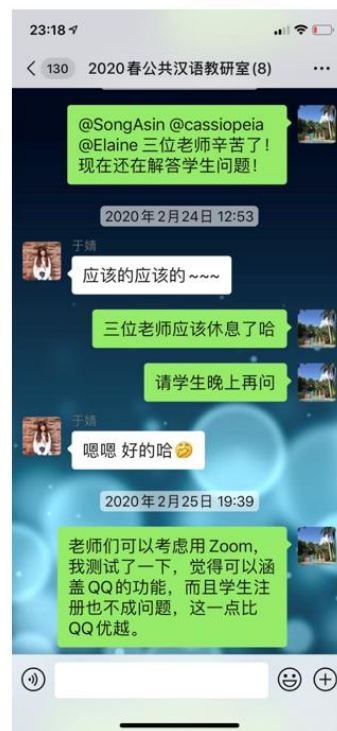 23:18
130 2020春公共汉语教研室(8)
@SongAsin @cassiopeia
@Elaine 三位老师辛苦了!
现在还在解答学生问题!
2020年2月24日 12:53
于婧
应该的应该的~~~
三位老师应该休息了哈
请学生晚上再问
于婧
嗯嗯 好的哈
2020年2月25日 19:39
老师们可以考虑用Zoom,
我测试了一下，觉得可以涵
盖QQ的功能，而且学生注
册也不成问题，这一点比
QQ优越。